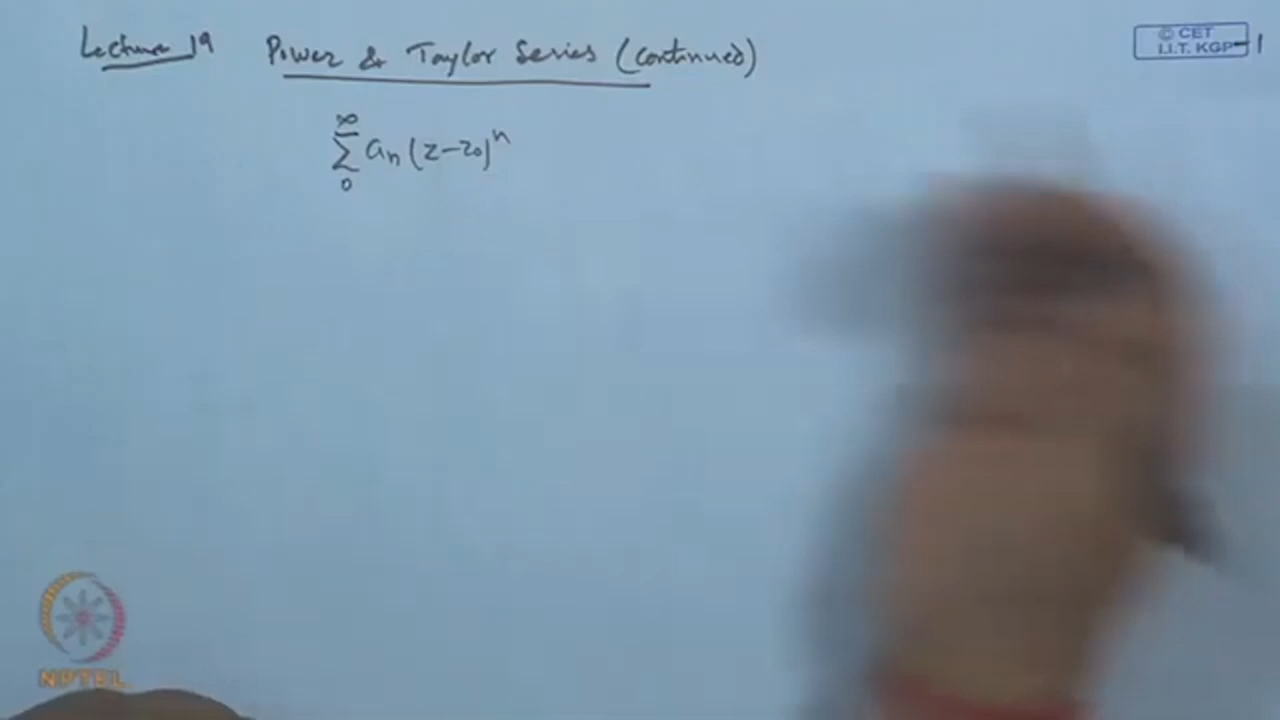 Lecture 19 Power & Taylor Series (continued)
© CET
I.I.T. KGP
1
∞
∑ an (z-z0)^n
0
NPTEL